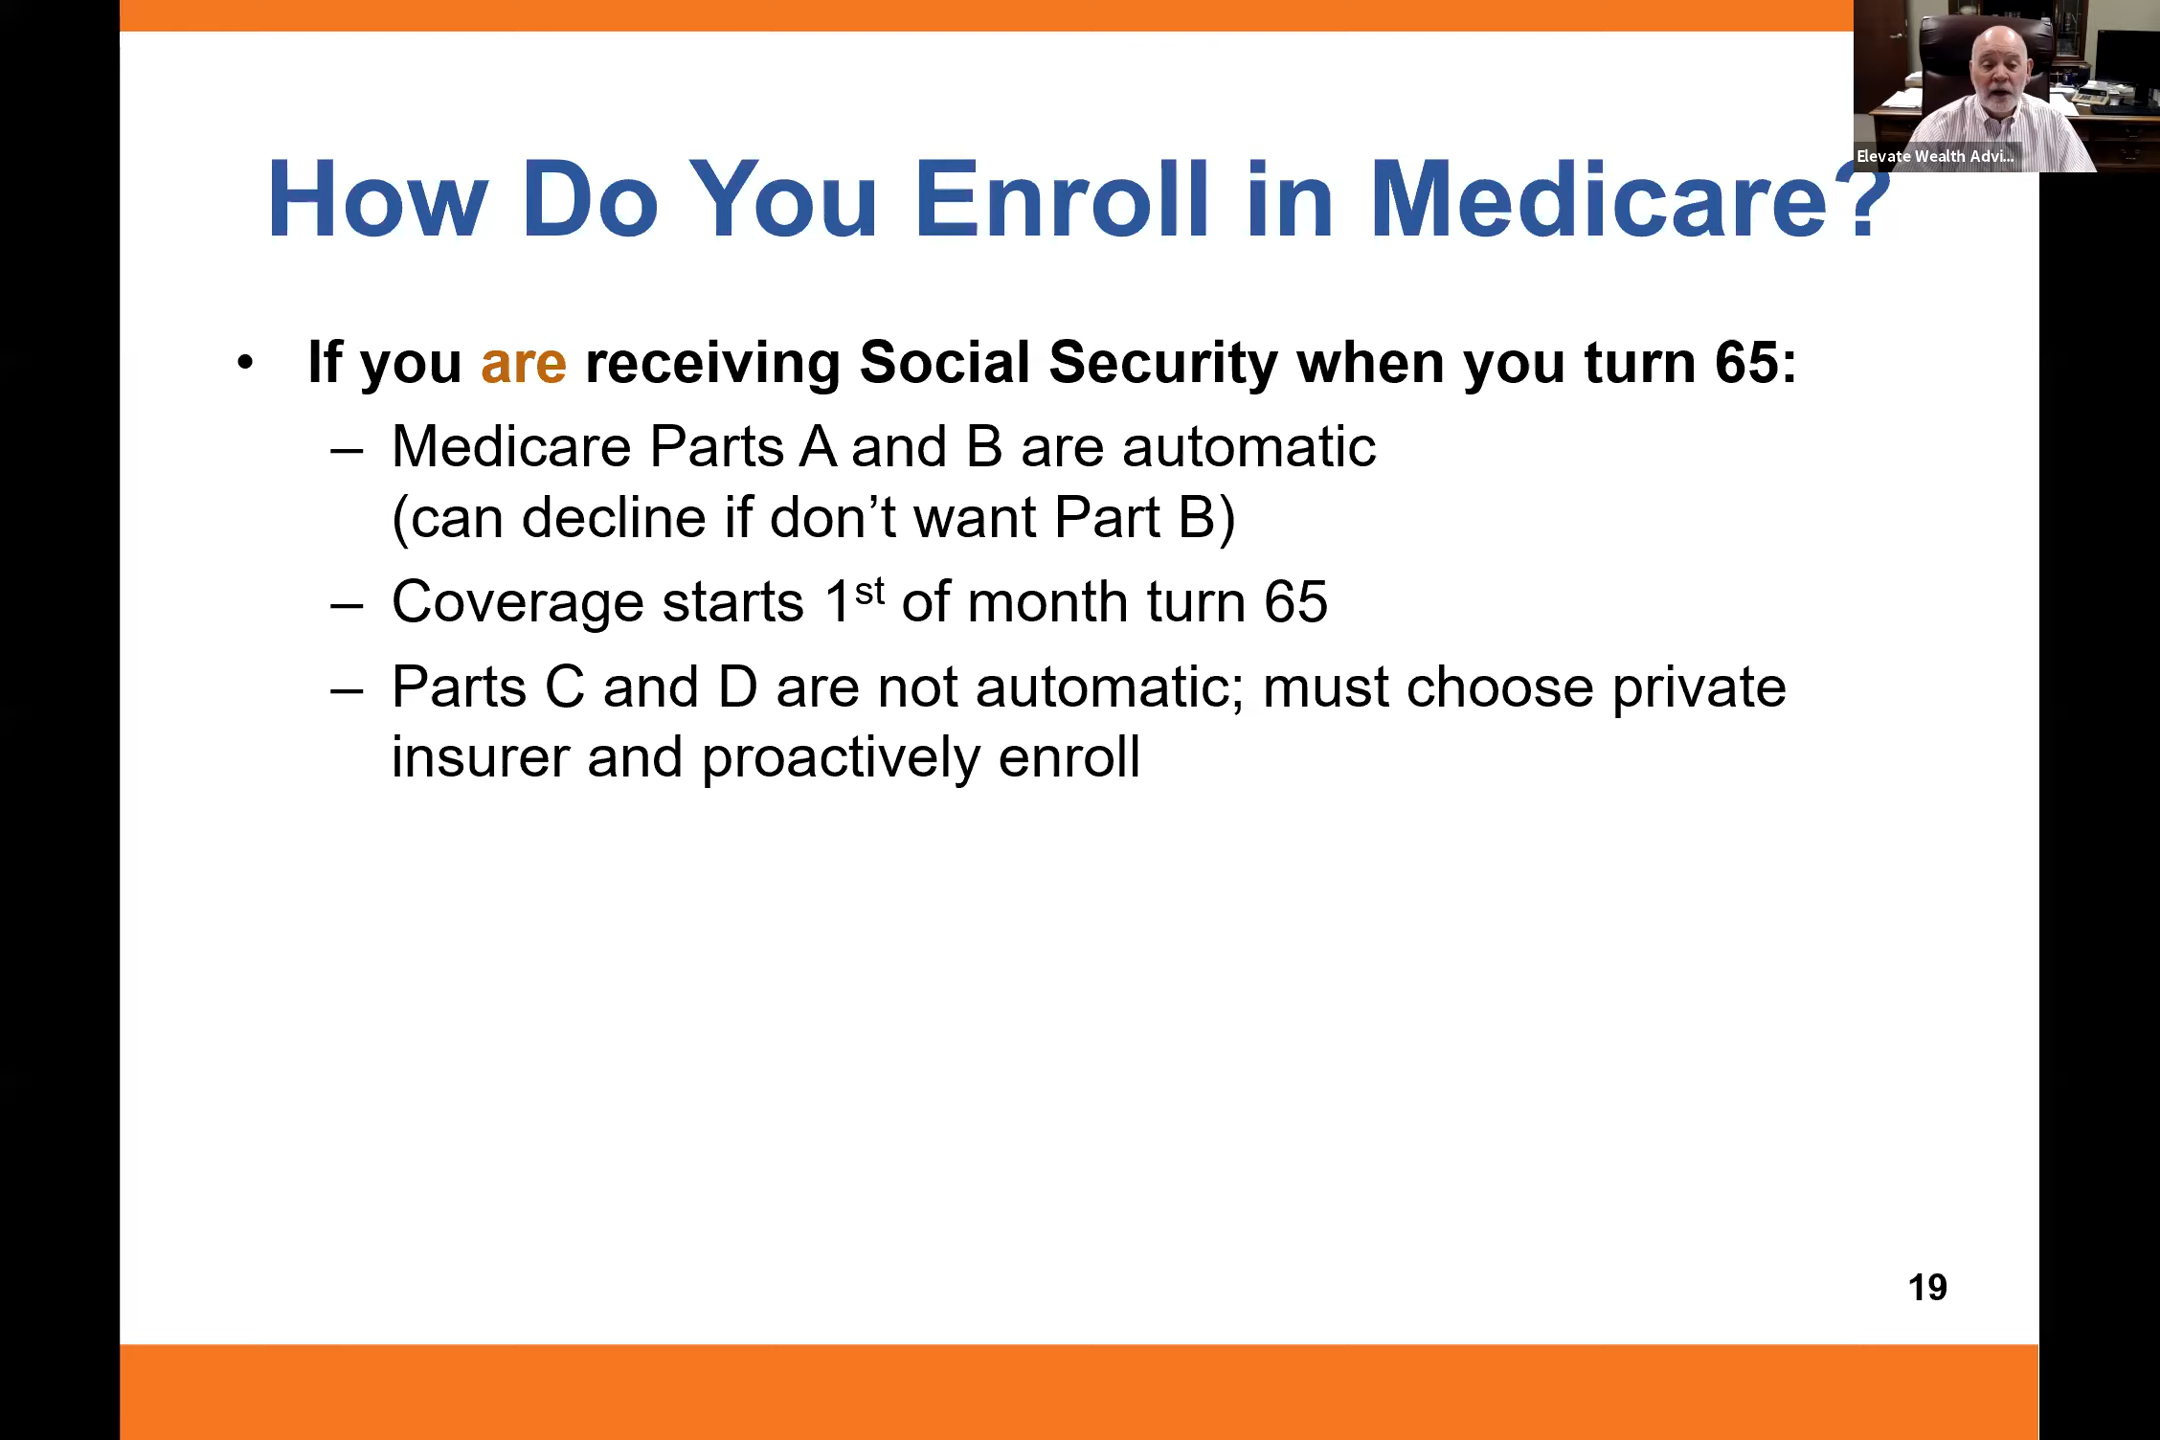 How Do You Enroll in Medicare?
Elevate Wealth Advi...
• If you are receiving Social Security when you turn 65:
– Medicare Parts A and B are automatic
(can decline if don’t want Part B)
– Coverage starts 1st of month turn 65
– Parts C and D are not automatic; must choose private
insurer and proactively enroll
19